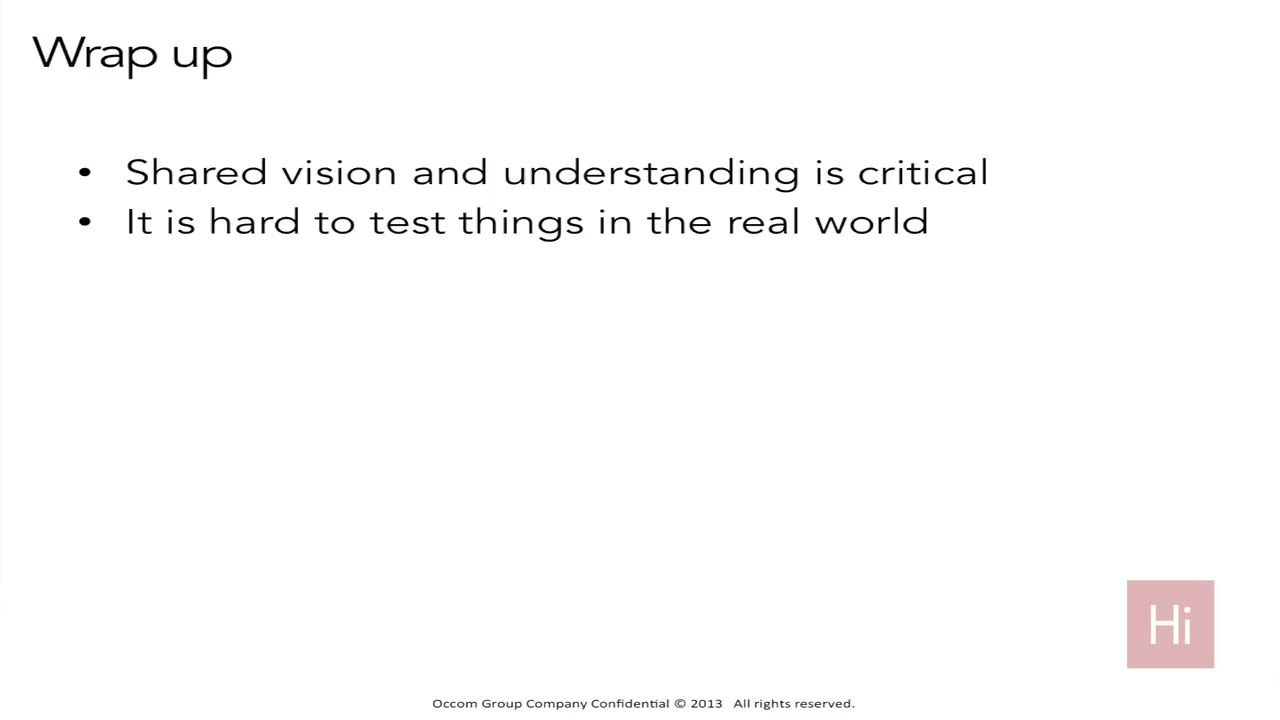 Wrap up
• Shared vision and understanding is critical
• It is hard to test things in the real world
Hi
Occom Group Company Confidential © 2013 All rights reserved.